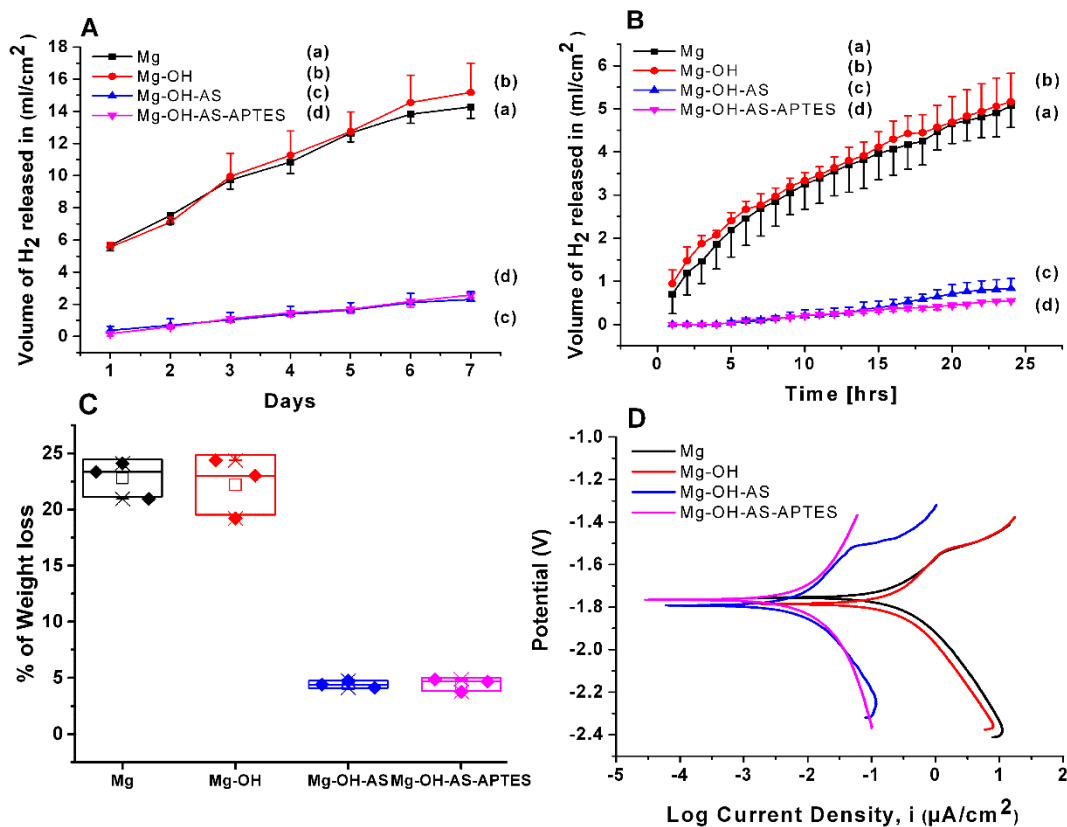 A
Mg (a)
Mg-OH (b)
Mg-OH-AS (c)
Mg-OH-AS-APTES (d)
18
16
14
12
10
8
6
4
2
0
(b)
(a)
(d)
(c)
1 2 3 4 5 6 7
Days
Volume of H2 released in (ml/cm2)
B
Mg (a)
Mg-OH (b)
Mg-OH-AS (c)
Mg-OH-AS-APTES (d)
6
5
4
3
2
1
0
(b)
(a)
(c)
(d)
0 5 10 15 20 25
Time [hrs]
Volume of H2 released in (ml/cm2)
C
25
20
15
10
5
0
Mg Mg-OH Mg-OH-AS Mg-OH-AS-APTES
% of Weight loss
D
Mg
Mg-OH
Mg-OH-AS
Mg-OH-AS-APTES
-1.0
-1.2
-1.4
-1.6
-1.8
-2.0
-2.2
-2.4
-5 -4 -3 -2 -1 0 1 2
Log Current Density, i (µA/cm2)
Potential (V)